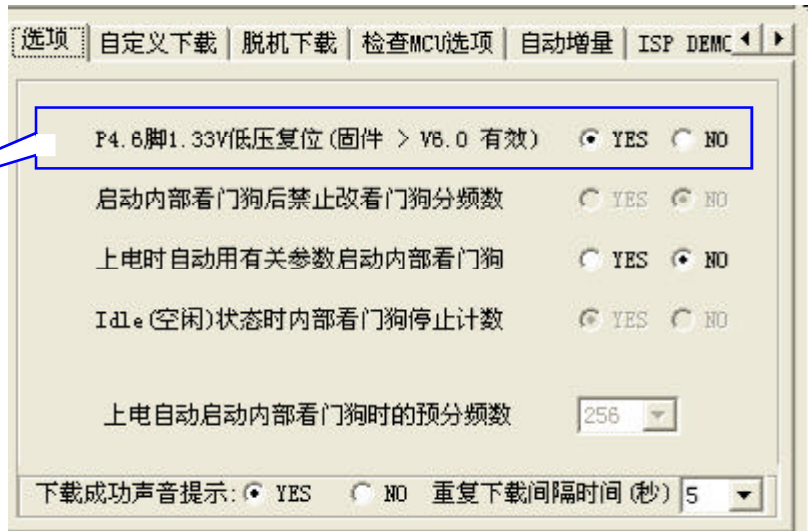 选项 自定义下载 脱机下载 检查MCU选项 自动增量 ISP DEMO
P4.6脚1.33V低压复位(固件 > V6.0 有效) YES NO
启动内部看门狗后禁止改看门狗分频数 YES NO
上电时自动用有关参数启动内部看门狗 YES NO
Idle(空闲)状态时内部看门狗停止计数 YES NO
上电自动启动内部看门狗时的预分频数 256
下载成功声音提示: YES NO 重复下载间隔时间(秒) 5